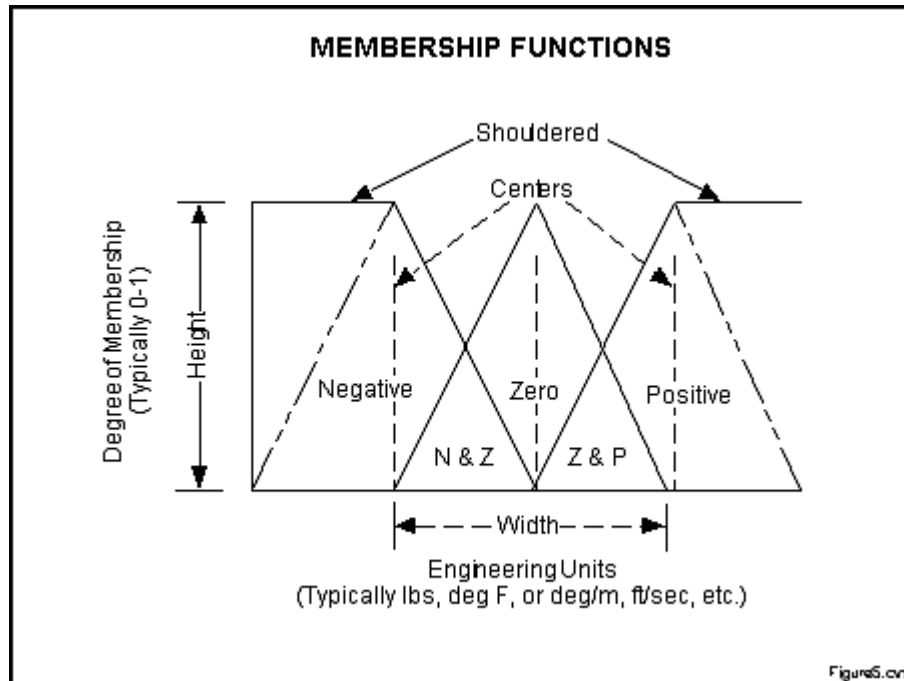 MEMBERSHIP FUNCTIONS
Shouldered
Centers
Degree of Membership
(Typically 0-1)
Height
Negative
Zero
Positive
N & Z
Z & P
Width
Engineering Units
(Typically lbs, deg F, or deg/m, ft/sec, etc.)